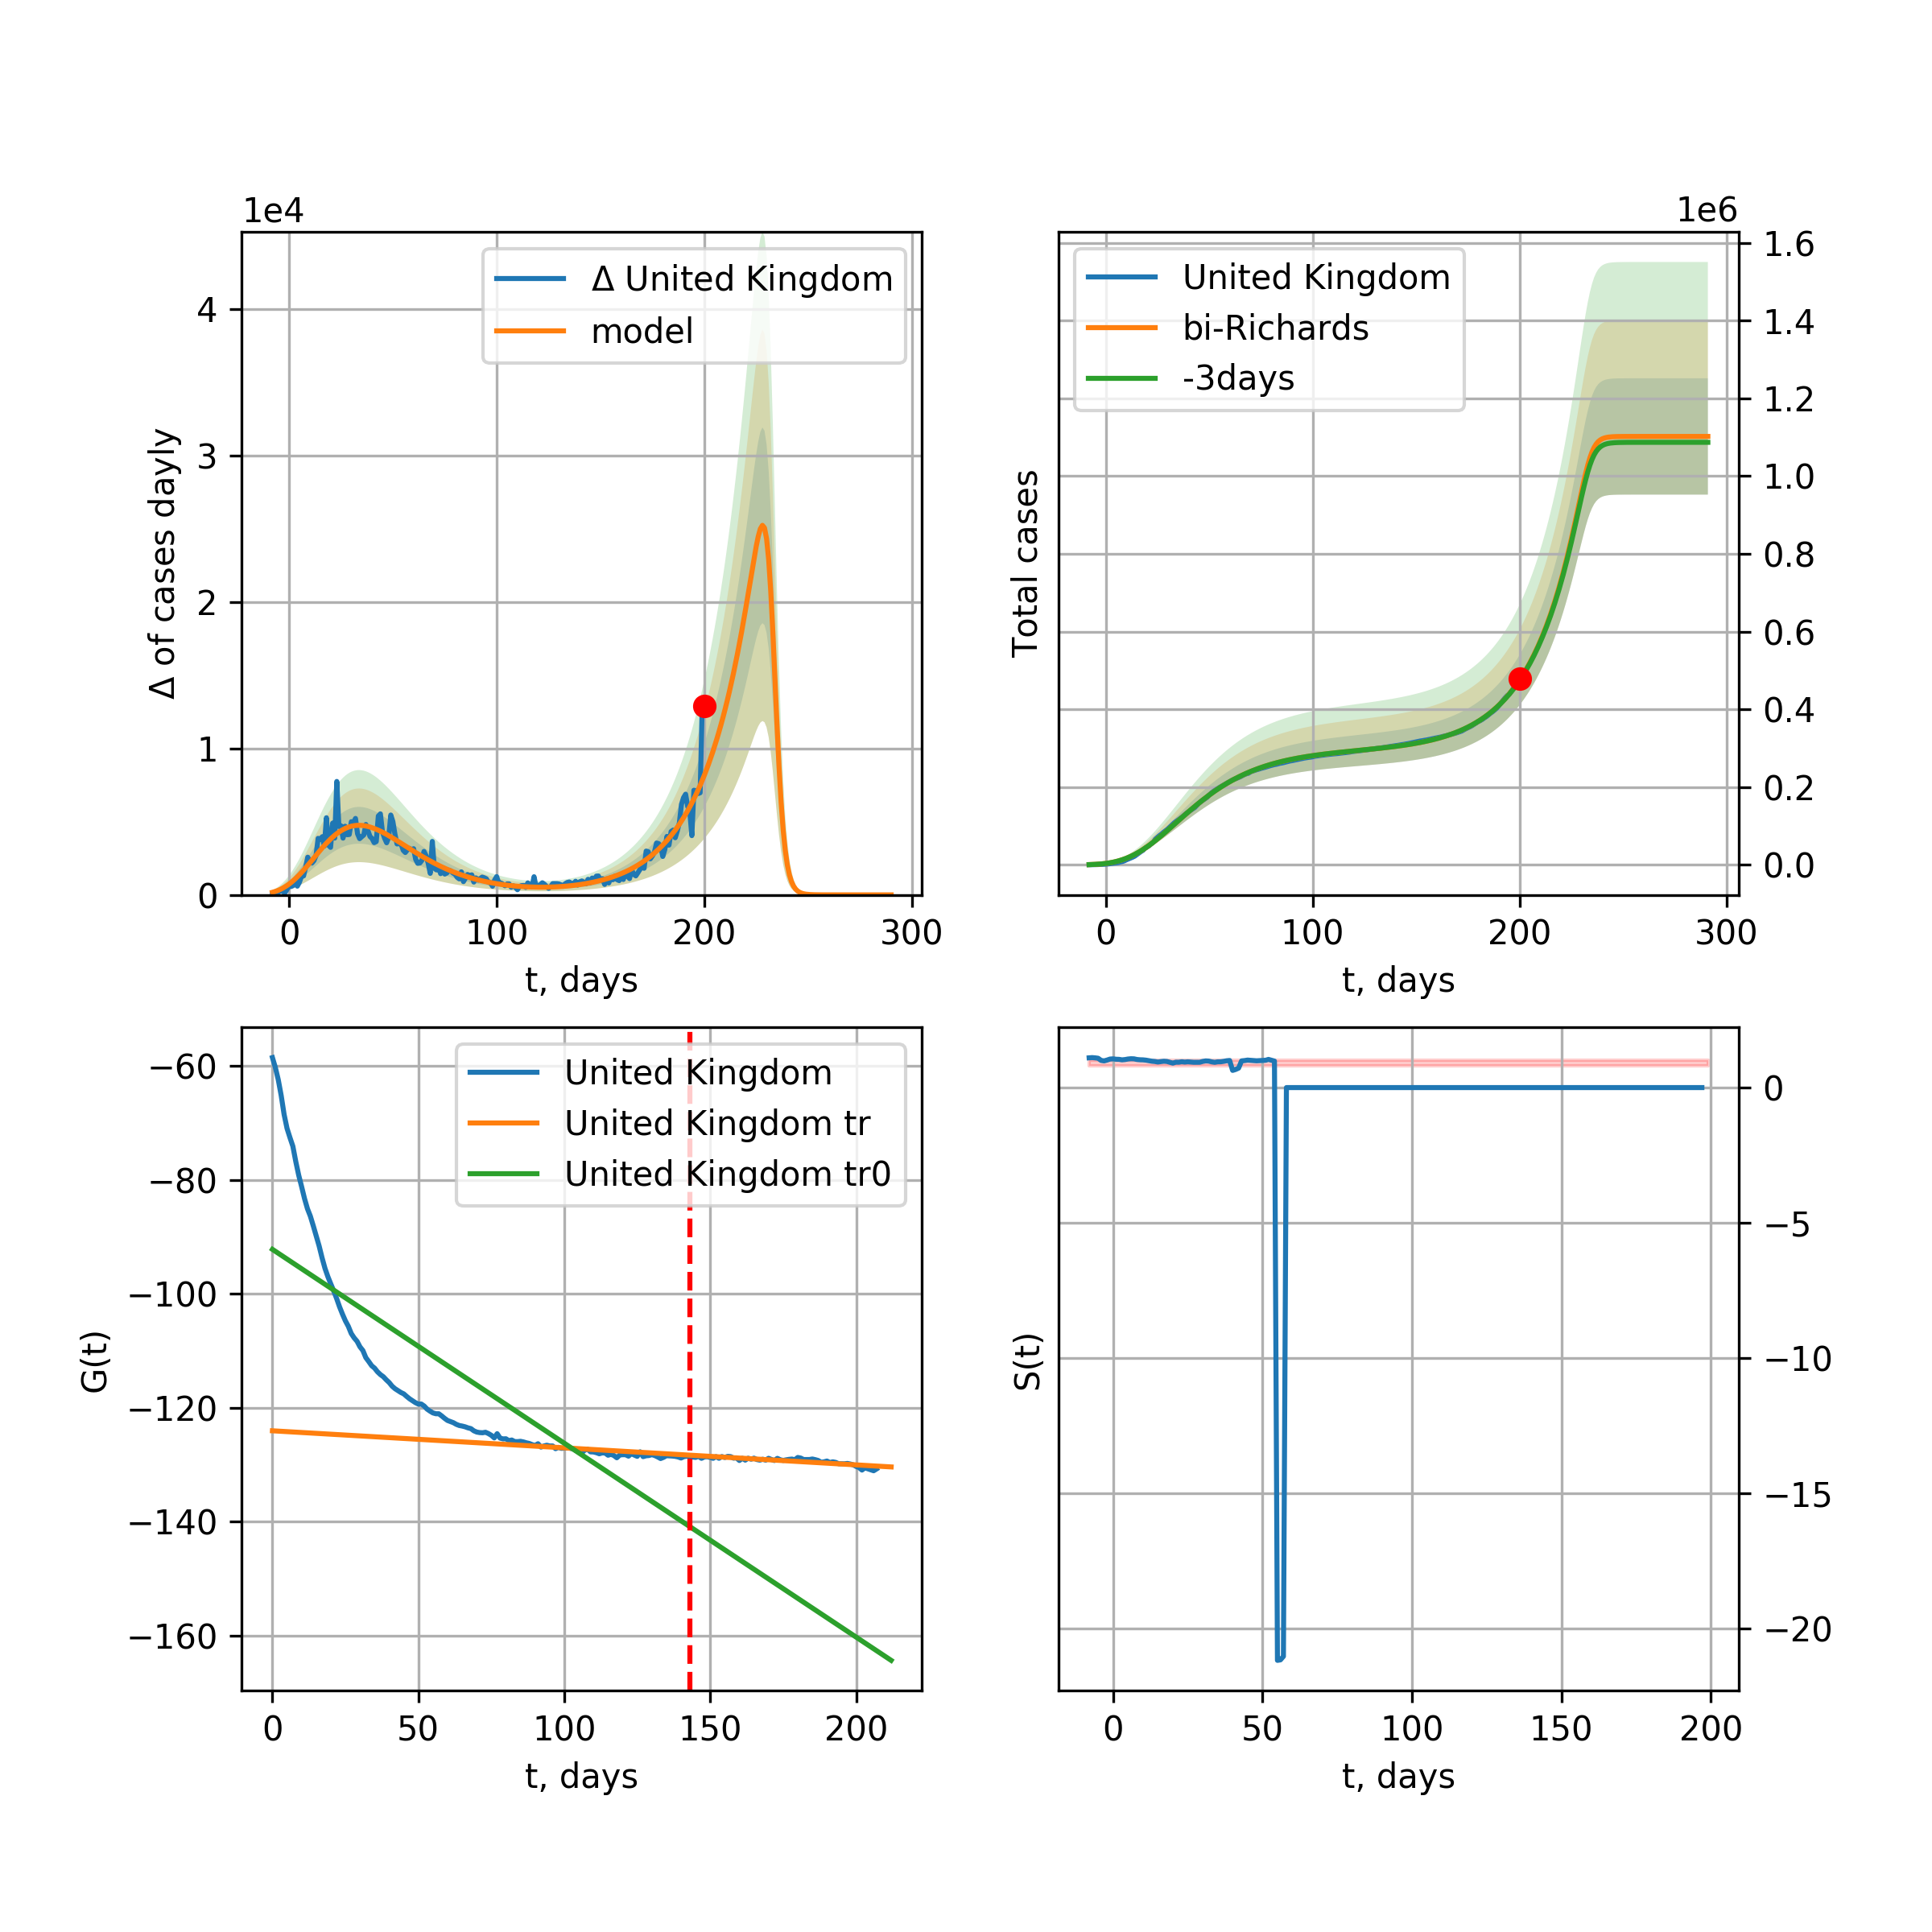 1e4
Δ United Kingdom
model
Δ of cases dayly
4
3
2
1
0
0 100 200 300
t, days
1e6
United Kingdom
bi-Richards
-3days
Total cases
1.6
1.4
1.2
1.0
0.8
0.6
0.4
0.2
0.0
0 100 200 300
t, days
United Kingdom
United Kingdom tr
United Kingdom tr0
G(t)
−60
−80
−100
−120
−140
−160
0 50 100 150 200
t, days
S(t)
0
−5
−10
−15
−20
0 50 100 150 200
t, days